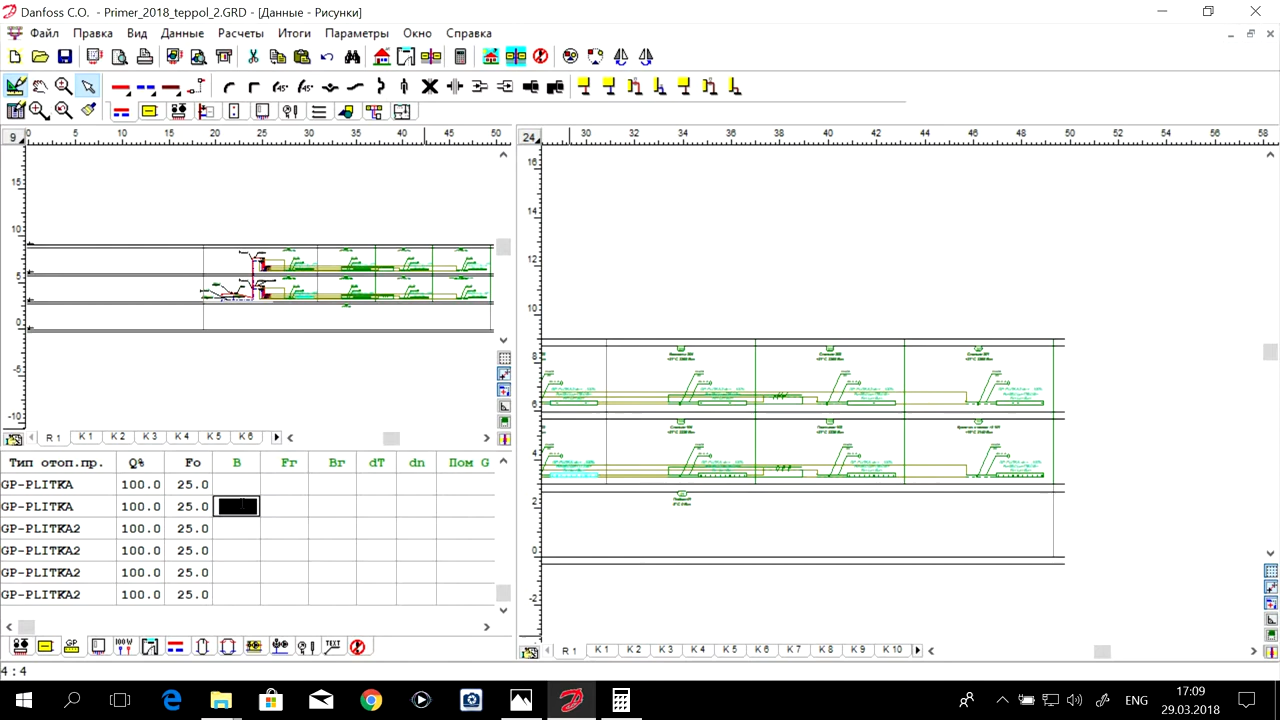 Danfoss C.O. - Primer_2018_teppol_2.GRD - [Данные - Рисунки]
Файл Правка Вид Данные Расчеты Итоги Параметры Окно Справка
9 0 5 10 15 20 25 30 35 40 45 50
24 30 32 34 36 38 40 42 44 46 48 50 52 54 56 58
15
10
5
0
-5
-10
16
14
12
10
8
6
4
2
0
-2
R 1 K 1 K 2 K 3 K 4 K 5 K 6
Тип отоп.пр. Q% Fo B Fr Br dT dn Пом G
GP-PLITKA 100.0 25.0
GP-PLITKA 100.0 25.0
GP-PLITKA2 100.0 25.0
GP-PLITKA2 100.0 25.0
GP-PLITKA2 100.0 25.0
GP-PLITKA2 100.0 25.0
GP 100 W TEXT
R 1 K 1 K 2 K 3 K 4 K 5 K 6 K 7 K 8 K 9 K 10
4 : 4
ENG
17:09
29.03.2018